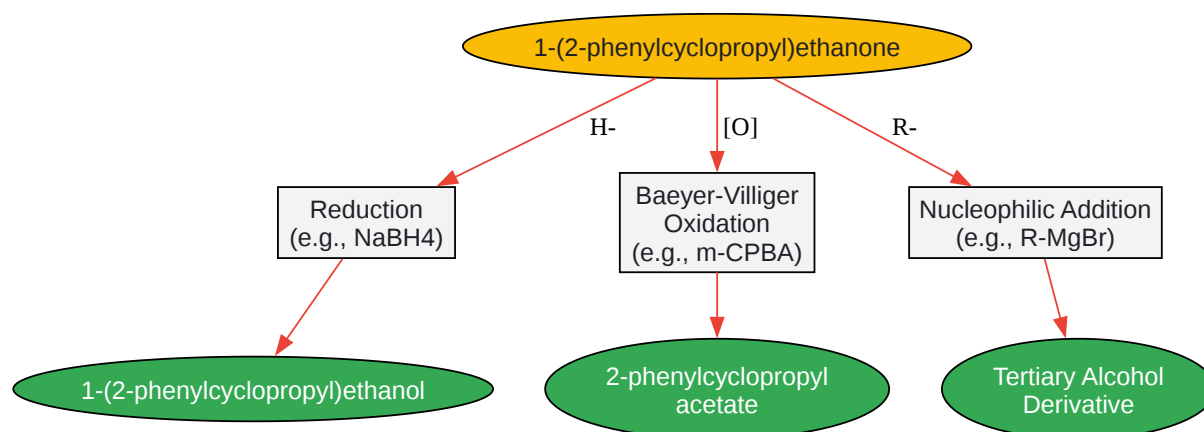 1-(2-phenylcyclopropyl)ethanone
H-
[O]
R-
Reduction
(e.g., NaBH4)
Baeyer-Villiger
Oxidation
(e.g., m-CPBA)
Nucleophilic Addition
(e.g., R-MgBr)
1-(2-phenylcyclopropyl)ethanol
2-phenylcyclopropyl
acetate
Tertiary Alcohol
Derivative